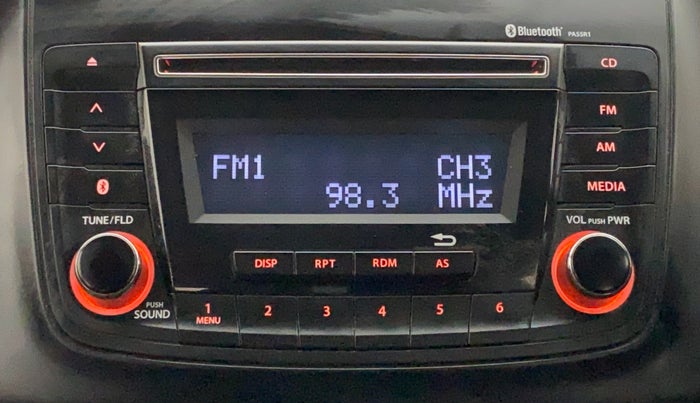 Bluetooth® PASSR1
CD
FM
AM
MEDIA
FM1 CH3
98.3 MHz
TUNE/FLD
VOL PUSH PWR
DISP RPT RDM AS
PUSH
SOUND
1 2 3 4 5 6
MENU